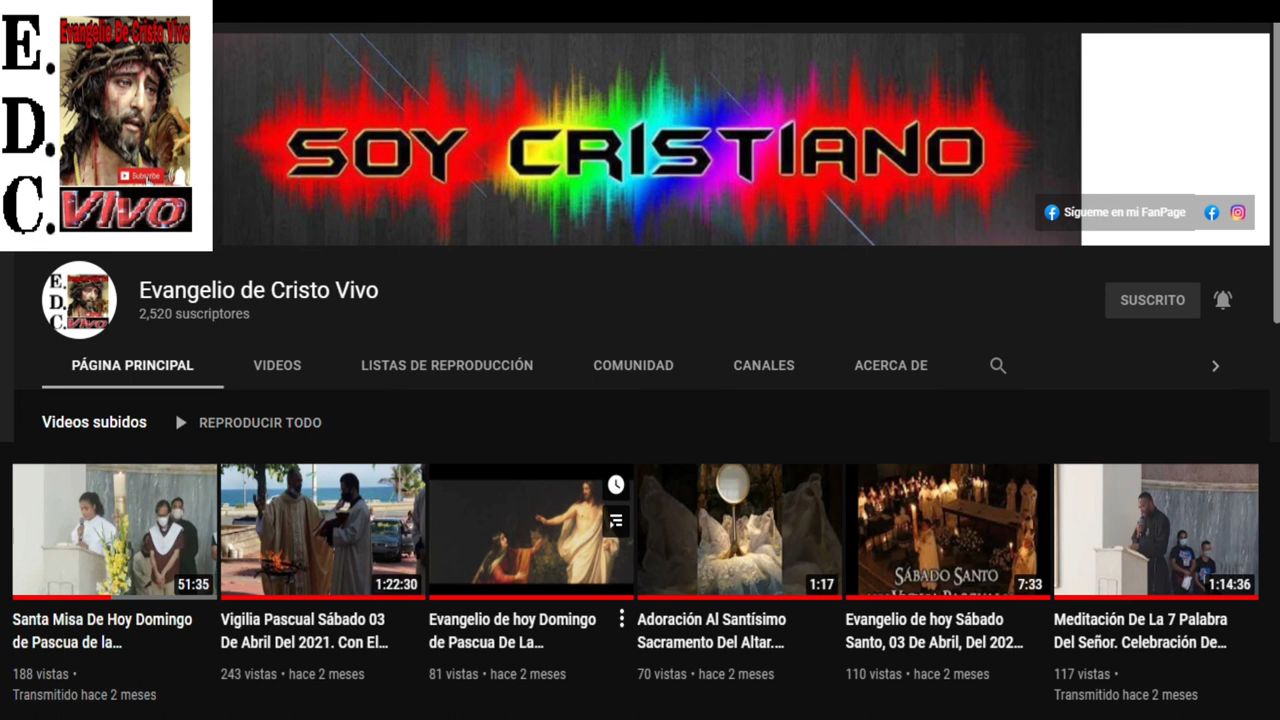 E.
D.
C.
Evangelio De Cristo Vivo
Subscribe
Vivo
SOY CRISTIANO
Sígueme en mi FanPage
Evangelio de Cristo Vivo
2,520 suscriptores
SUSCRITO
PÁGINA PRINCIPAL VIDEOS LISTAS DE REPRODUCCIÓN COMUNIDAD CANALES ACERCA DE
Videos subidos REPRODUCIR TODO
51:35 1:22:30 1:17 7:33 1:14:36
SÁBADO SANTO
Santa Misa De Hoy Domingo
de Pascua de la...
188 vistas •
Transmitido hace 2 meses
Vigilia Pascual Sábado 03
De Abril Del 2021. Con El...
243 vistas • hace 2 meses
Evangelio de hoy Domingo
de Pascua De La...
81 vistas • hace 2 meses
Adoración Al Santísimo
Sacramento Del Altar....
70 vistas • hace 2 meses
Evangelio de hoy Sábado
Santo, 03 De Abril, Del 202...
110 vistas • hace 2 meses
Meditación De La 7 Palabra
Del Señor. Celebración De...
117 vistas •
Transmitido hace 2 meses